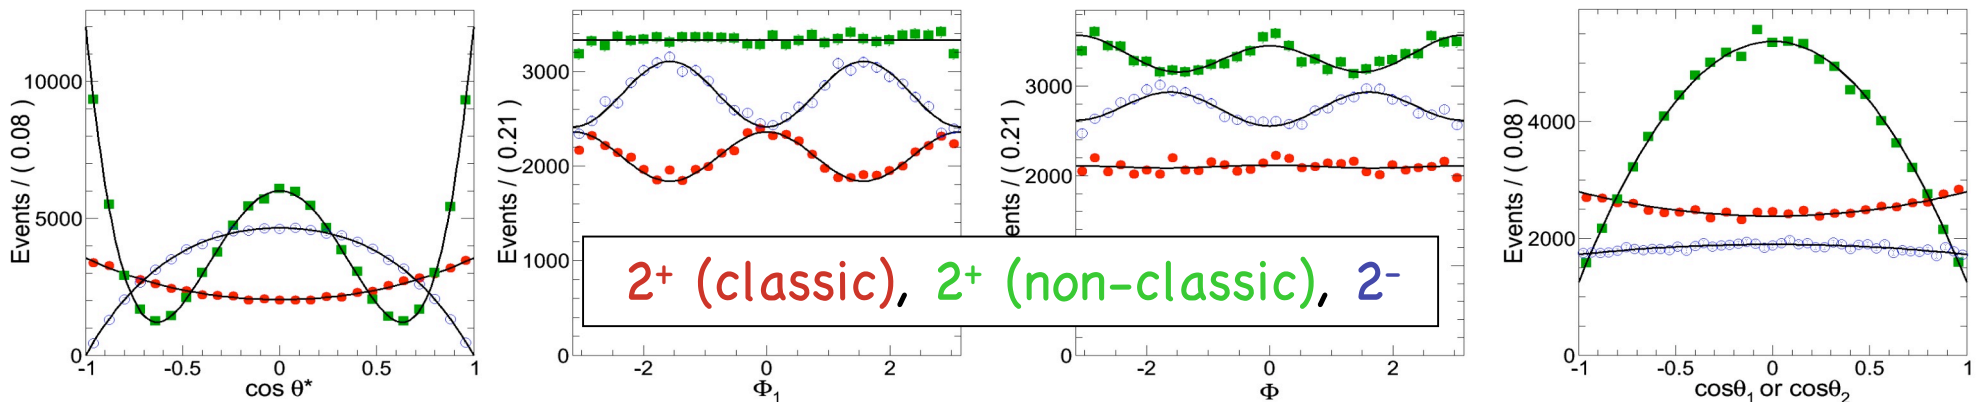 Events / ( 0.08 )
10000
5000
0
-1 -0.5 0 0.5 1
cos θ*
Events / ( 0.21 )
3000
2000
1000
0
-2 0 2
Φ₁
vents / ( 0.21 )
3000
2000
0
-2 0 2
Φ
Events / ( 0.08 )
4000
2000
0
-1 -0.5 0 0.5 1
cosθ₁ or cosθ₂
2⁺ (classic), 2⁺ (non-classic), 2⁻